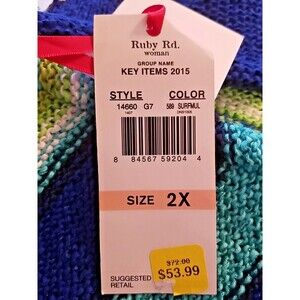 Ruby Rd.
woman
GROUP NAME
KEY ITEMS 2015
STYLE COLOR
14660 G7 589 SURFMUL
8 84567 59204 4
SIZE 2X
$72.00
SUGGESTED
RETAIL
$53.99